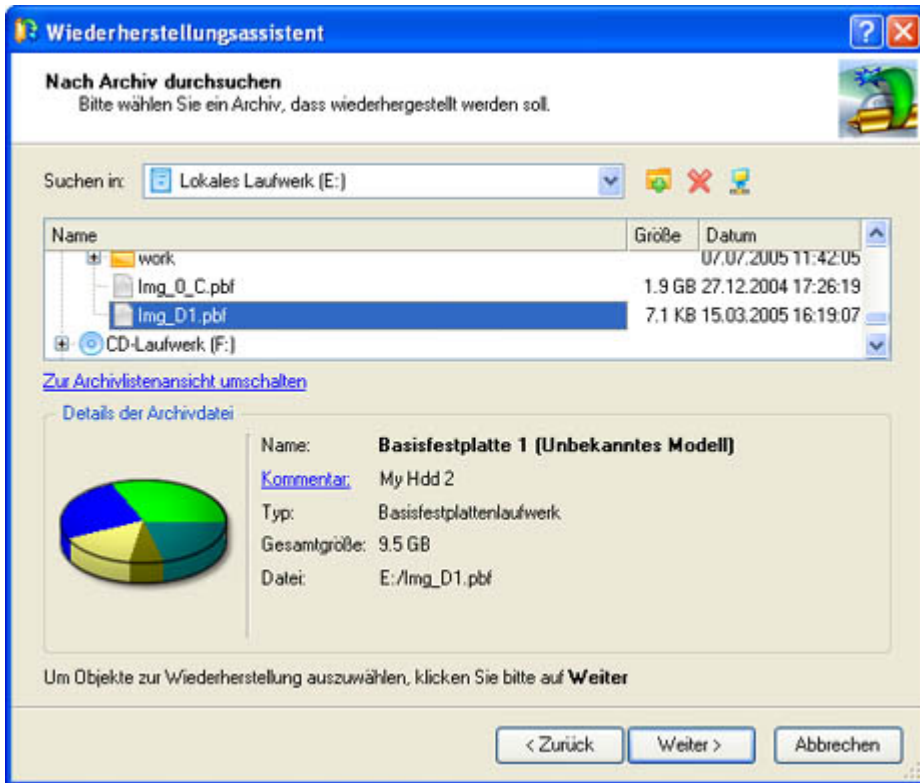 Wiederherstellungsassistent
Nach Archiv durchsuchen
Bitte wählen Sie ein Archiv, dass wiederhergestellt werden soll.
Suchen in: Lokales Laufwerk (E:)
Name Größe Datum
work 07.07.2005 11:42:05
Img_0_C.pbf 1.9 GB 27.12.2004 17:26:19
Img_D1.pbf 7.1 KB 15.03.2005 16:19:07
CD-Laufwerk (F:)
Zur Archivlistenansicht umschalten
Details der Archivdatei
Name: Basisfestplatte 1 (Unbekanntes Modell)
Kommentar: My Hdd 2
Typ: Basisfestplattenlaufwerk
Gesamtgröße: 9.5 GB
Datei: E:/Img_D1.pbf
Um Objekte zur Wiederherstellung auszuwählen, klicken Sie bitte auf Weiter
< Zurück Weiter > Abbrechen